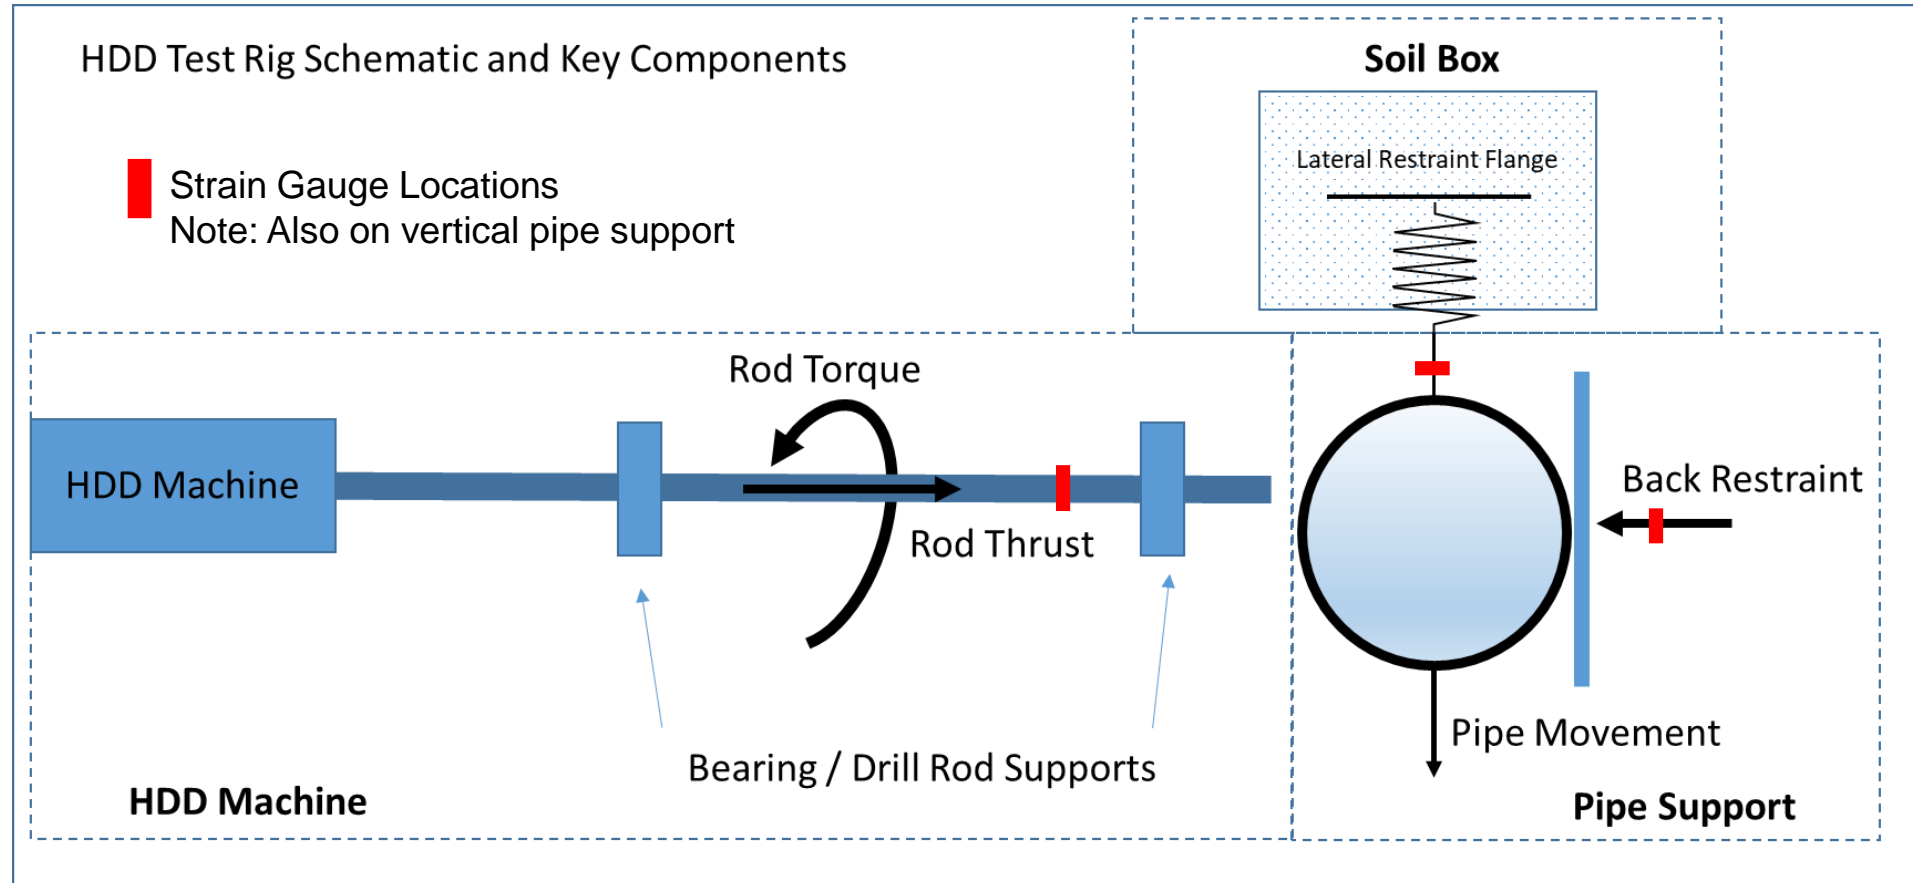 HDD Test Rig Schematic and Key Components
Soil Box
Lateral Restraint Flange
Strain Gauge Locations
Note: Also on vertical pipe support
Rod Torque
HDD Machine
Back Restraint
Rod Thrust
Pipe Movement
Bearing / Drill Rod Supports
HDD Machine
Pipe Support